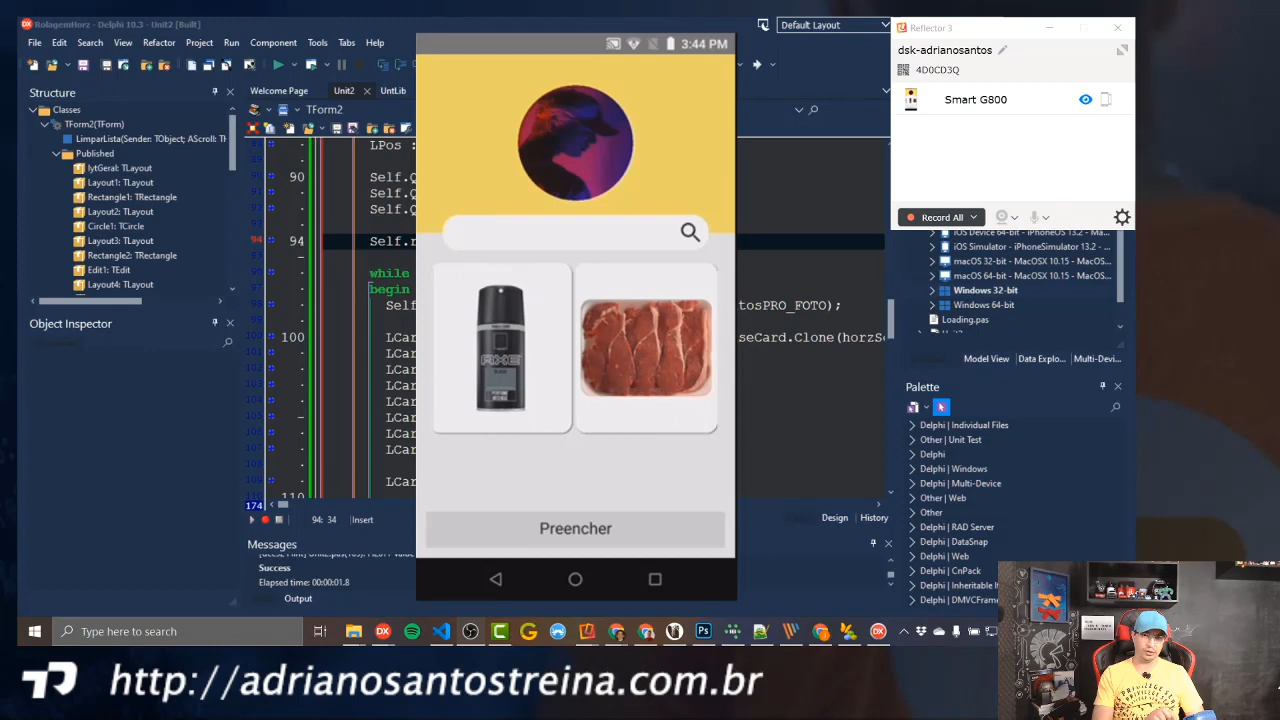 RolagemHorz - Delphi 10.3 - Unit2 [Built]
Default Layout
File Edit Search View Refactor Project Run Component Tools Tabs Help
Structure
Classes
TForm2(TForm)
LimparLista(Sender: TObject; AScroll: TH
Published
lytGeral: TLayout
Layout1: TLayout
Rectangle1: TRectangle
Layout2: TLayout
Circle1: TCircle
Layout3: TLayout
Rectangle2: TRectangle
Edit1: TEdit
Layout4: TLayout
Object Inspector
Welcome Page Unit2 UntLib
TForm2
LPos :
90 Self.Q
Self.Q
Self.Q
94 94 Self.r
while
begin
Self
tosPRO_FOTO);
100 LCar
seCard.Clone(horzSc
LCar
LCar
LCar
LCar
LCar
LCar
LCar
LCar
110
174
94: 34 Insert
Design History
Messages
Success
Elapsed time: 00:00:01.8
Output
3:44 PM
AXE
Preencher
Reflector 3
dsk-adrianosantos
4D0CD3Q
Smart G800
Record All
iOS Device 64-bit - iPhoneOS 13.2 - Ma...
iOS Simulator - iPhoneSimulator 13.2 - ...
macOS 32-bit - MacOSX 10.15 - MacOS...
macOS 64-bit - MacOSX 10.15 - MacOS...
Windows 32-bit
Windows 64-bit
Loading.pas
Model View Data Explo... Multi-Devi...
Palette
Delphi | Individual Files
Other | Unit Test
Delphi
Delphi | Windows
Delphi | Multi-Device
Other | Web
Other
Delphi | RAD Server
Delphi | DataSnap
Delphi | Web
Delphi | CnPack
Delphi | Inheritable It
Delphi | DMVCFrame
Type here to search
http://adrianosantostreina.com.br